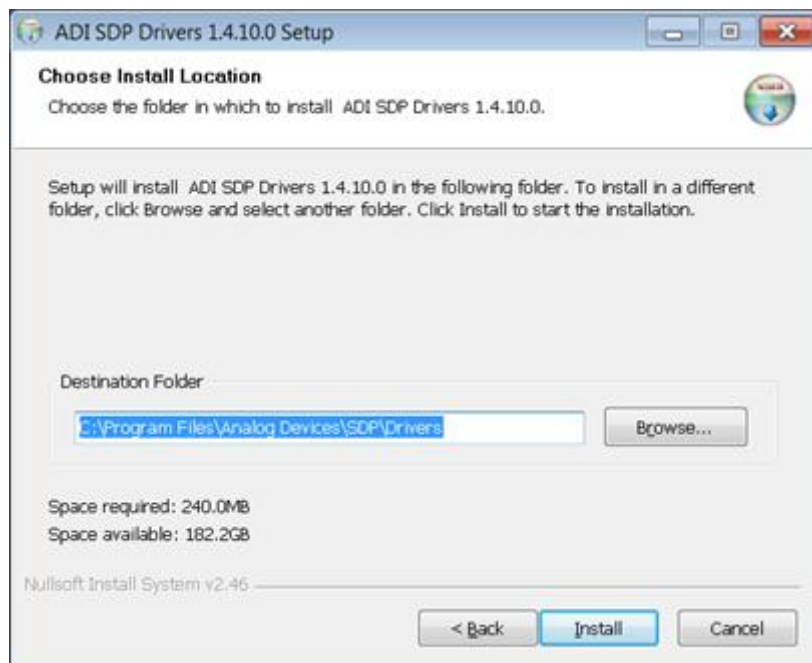 ADI SDP Drivers 1.4.10.0 Setup
Choose Install Location
Choose the folder in which to install ADI SDP Drivers 1.4.10.0.
Setup will install ADI SDP Drivers 1.4.10.0 in the following folder. To install in a different
folder, click Browse and select another folder. Click Install to start the installation.
Destination Folder
C:\Program Files\Analog Devices\SDP\Drivers
Browse...
Space required: 240.0MB
Space available: 182.2GB
Nullsoft Install System v2.46
< Back
Install
Cancel